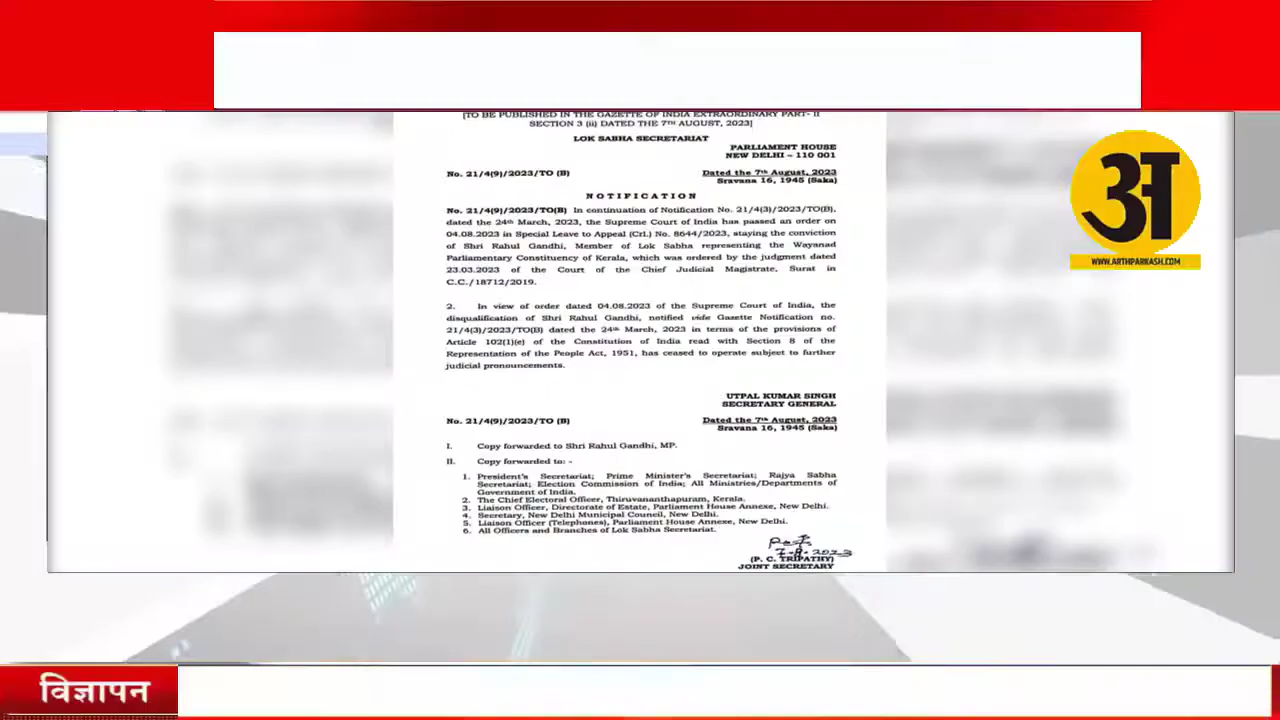 [TO BE PUBLISHED IN THE GAZETTE OF INDIA EXTRAORDINARY PART- II
SECTION 3 (ii) DATED THE 7TH AUGUST, 2023]
LOK SABHA SECRETARIAT
PARLIAMENT HOUSE
NEW DELHI – 110 001
No. 21/4(9)/2023/TO (B)
Dated the 7th August, 2023
Sravana 16, 1945 (Saka)
NOTIFICATION
No. 21/4(9)/2023/TO(B) In continuation of Notification No. 21/4(3)/2023/TO(B),
dated the 24th March, 2023, the Supreme Court of India has passed an order on
04.08.2023 in Special Leave to Appeal (Crl.) No. 8644/2023, staying the conviction
of Shri Rahul Gandhi, Member of Lok Sabha representing the Wayanad
Parliamentary Constituency of Kerala, which was ordered by the judgment dated
23.03.2023 of the Court of the Chief Judicial Magistrate, Surat in
C.C./18712/2019.
2. In view of order dated 04.08.2023 of the Supreme Court of India, the
disqualification of Shri Rahul Gandhi, notified vide Gazette Notification no.
21/4(3)/2023/TO(B) dated the 24th March, 2023 in terms of the provisions of
Article 102(1)(e) of the Constitution of India read with Section 8 of the
Representation of the People Act, 1951, has ceased to operate subject to further
judicial pronouncements.
UTPAL KUMAR SINGH
SECRETARY GENERAL
No. 21/4(9)/2023/TO (B)
Dated the 7th August, 2023
Sravana 16, 1945 (Saka)
I. Copy forwarded to Shri Rahul Gandhi, MP.
II. Copy forwarded to: -
1. President's Secretariat; Prime Minister's Secretariat; Rajya Sabha
Secretariat; Election Commission of India; All Ministries/Departments of
Government of India.
2. The Chief Electoral Officer, Thiruvananthapuram, Kerala.
3. Liaison Officer, Directorate of Estate, Parliament House Annexe, New Delhi.
4. Secretary, New Delhi Municipal Council, New Delhi.
5. Liaison Officer (Telephones), Parliament House Annexe, New Delhi.
6. All Officers and Branches of Lok Sabha Secretariat.
7.8.2023
(P. C. TRIPATHY)
JOINT SECRETARY
अ
WWW.ARTHPARKASH.COM
विज्ञापन